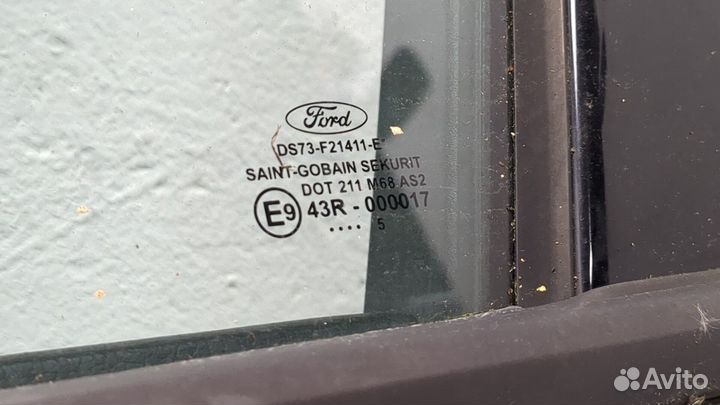 Ford
DS73-F21411-E*
SAINT-GOBAIN SEKURIT
DOT 211 M68 AS2
E9 43R - 000017
.... 5
Avito